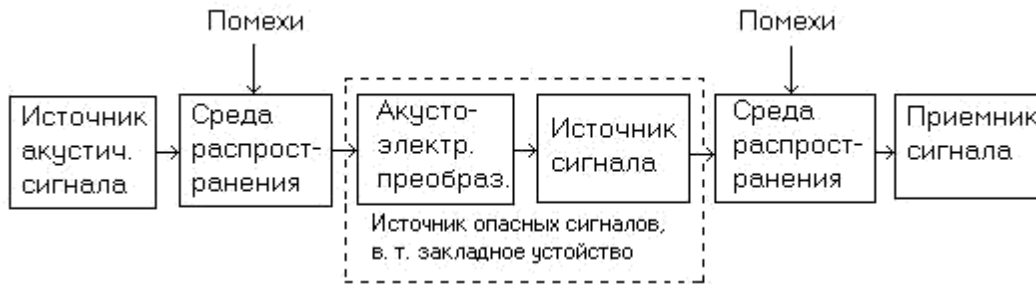 Помехи
Помехи
Источник
акустич.
сигнала
Среда
распрост-
ранения
Акусто-
электр.
преобраз.
Источник
сигнала
Среда
распрост-
ранения
Приемник
сигнала
Источник опасных сигналов,
в. т. закладное устойство